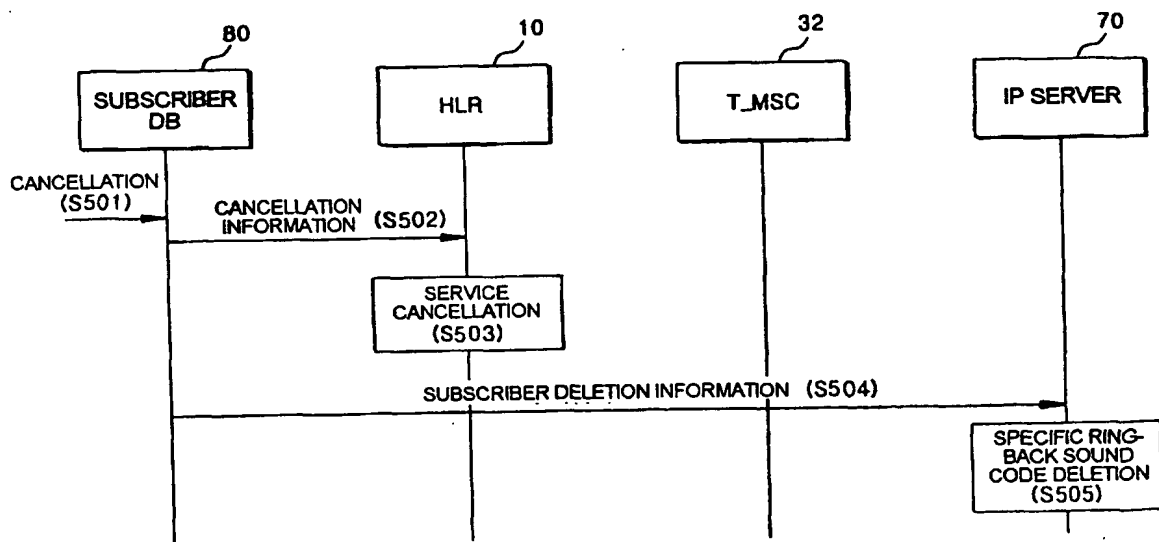 80
10
32
70
SUBSCRIBER
DB
HLR
T_MSC
IP SERVER
CANCELLATION
(S501)
CANCELLATION
INFORMATION (S502)
SERVICE
CANCELLATION
(S503)
SUBSCRIBER DELETION INFORMATION (S504)
SPECIFIC RING-
BACK SOUND
CODE DELETION
(S505)